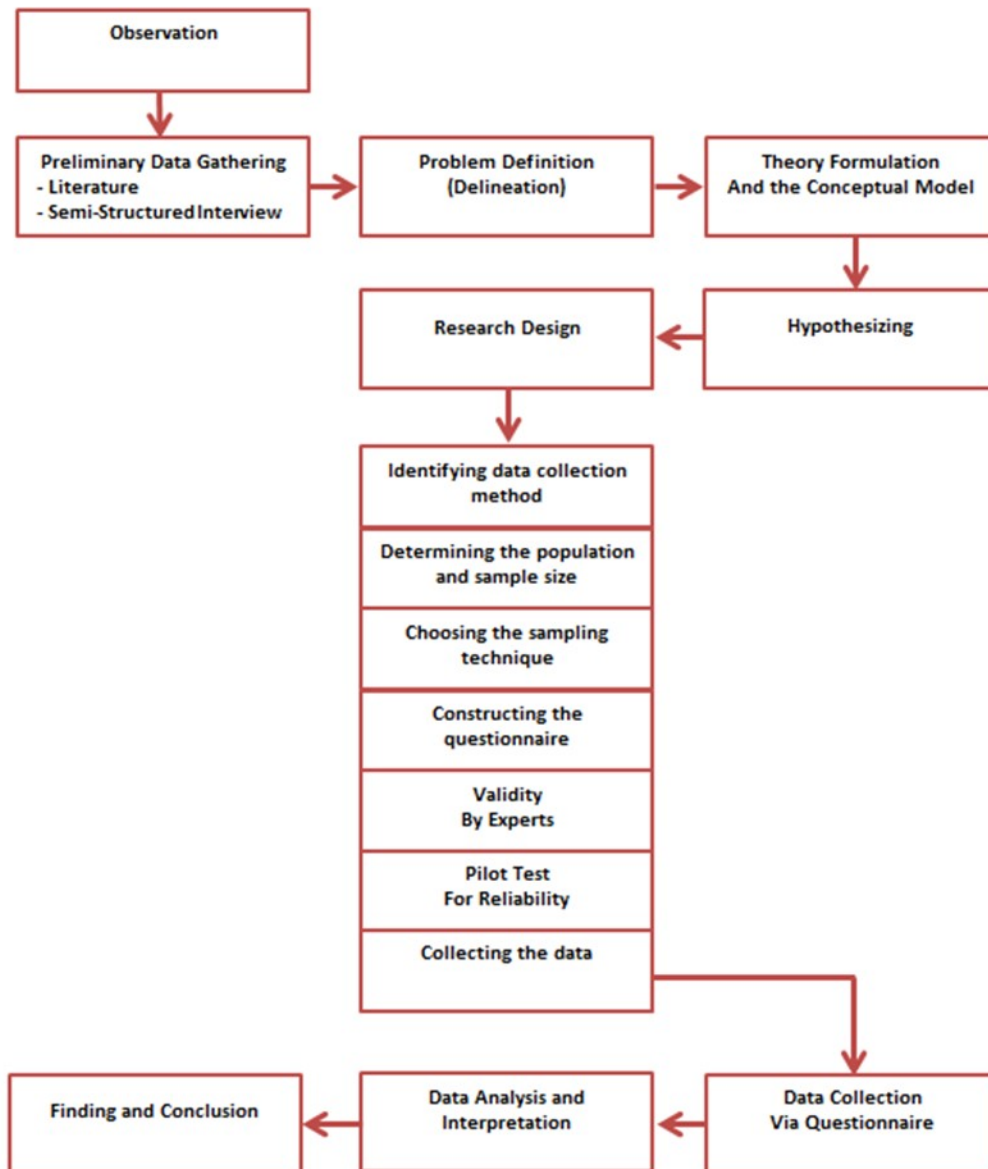 Observation
Preliminary Data Gathering
- Literature
- Semi-Structured Interview
Problem Definition
(Delineation)
Theory Formulation
And the Conceptual Model
Hypothesizing
Research Design
Identifying data collection
method
Determining the population
and sample size
Choosing the sampling
technique
Constructing the
questionnaire
Validity
By Experts
Pilot Test
For Reliability
Collecting the data
Data Collection
Via Questionnaire
Data Analysis and
Interpretation
Finding and Conclusion